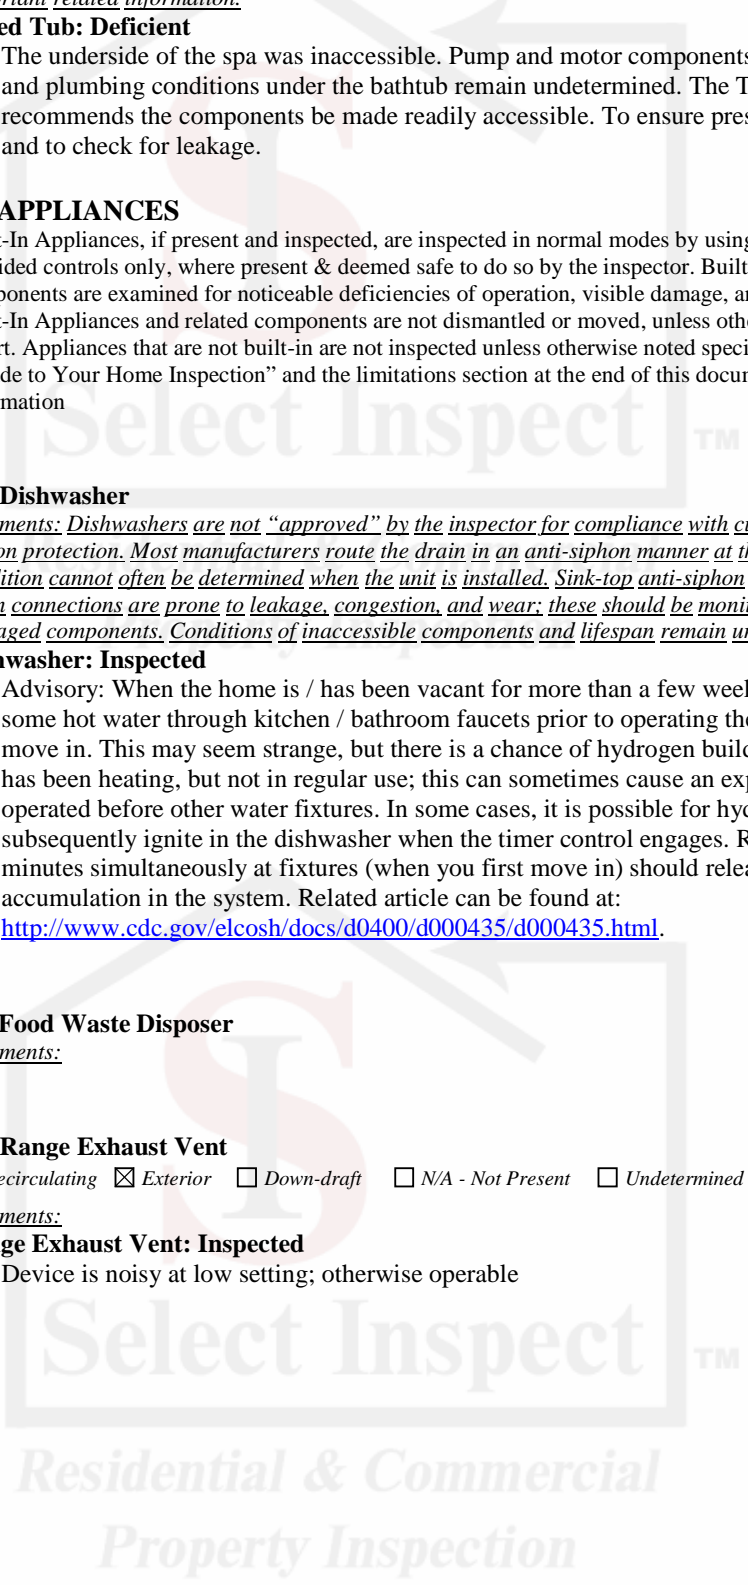 related information:
ed Tub: Deficient
The underside of the spa was inaccessible. Pump and motor components
and plumbing conditions under the bathtub remain undetermined. The T
recommends the components be made readily accessible. To ensure pres
and to check for leakage.
APPLIANCES
t-In Appliances, if present and inspected, are inspected in normal modes by using
ided controls only, where present & deemed safe to do so by the inspector. Built
ponents are examined for noticeable deficiencies of operation, visible damage, an
t-In Appliances and related components are not dismantled or moved, unless othe
rt. Appliances that are not built-in are not inspected unless otherwise noted speci
de to Your Home Inspection” and the limitations section at the end of this docum
mation
Select Inspect TM
Dishwasher
ments: Dishwashers are not “approved” by the inspector for compliance with cu
on protection. Most manufacturers route the drain in an anti-siphon manner at th
dition cannot often be determined when the unit is installed. Sink-top anti-siphon
n connections are prone to leakage, congestion, and wear; these should be monit
aged components. Conditions of inaccessible components and lifespan remain un
Residential & Commercial
Property Inspection
hwasher: Inspected
Advisory: When the home is / has been vacant for more than a few week
some hot water through kitchen / bathroom faucets prior to operating the
move in. This may seem strange, but there is a chance of hydrogen build
has been heating, but not in regular use; this can sometimes cause an exp
operated before other water fixtures. In some cases, it is possible for hyd
subsequently ignite in the dishwasher when the timer control engages. R
minutes simultaneously at fixtures (when you first move in) should relea
accumulation in the system. Related article can be found at:
http://www.cdc.gov/elcosh/docs/d0400/d000435/d000435.html.
Food Waste Disposer
ments:
Range Exhaust Vent
ecirculating ☒ Exterior ☐ Down-draft ☐ N/A - Not Present ☐ Undetermined
ments:
ge Exhaust Vent: Inspected
Device is noisy at low setting; otherwise operable
Select Inspect TM
Residential & Commercial
Property Inspection